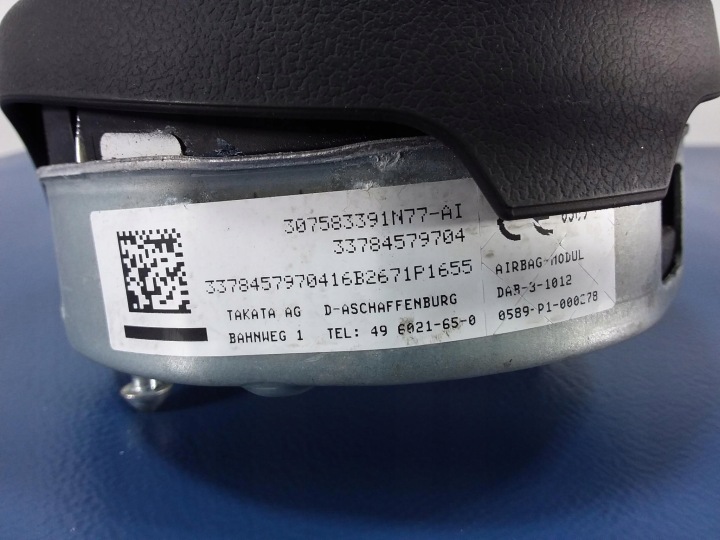 307583391N77-AI
33784579704
3378457970416B2671P1655
TAKATA AG D-ASCHAFFENBURG
BAHNWEG 1 TEL: 49 6021-65-0
AIRBAG-MODUL
DAB-3-1012